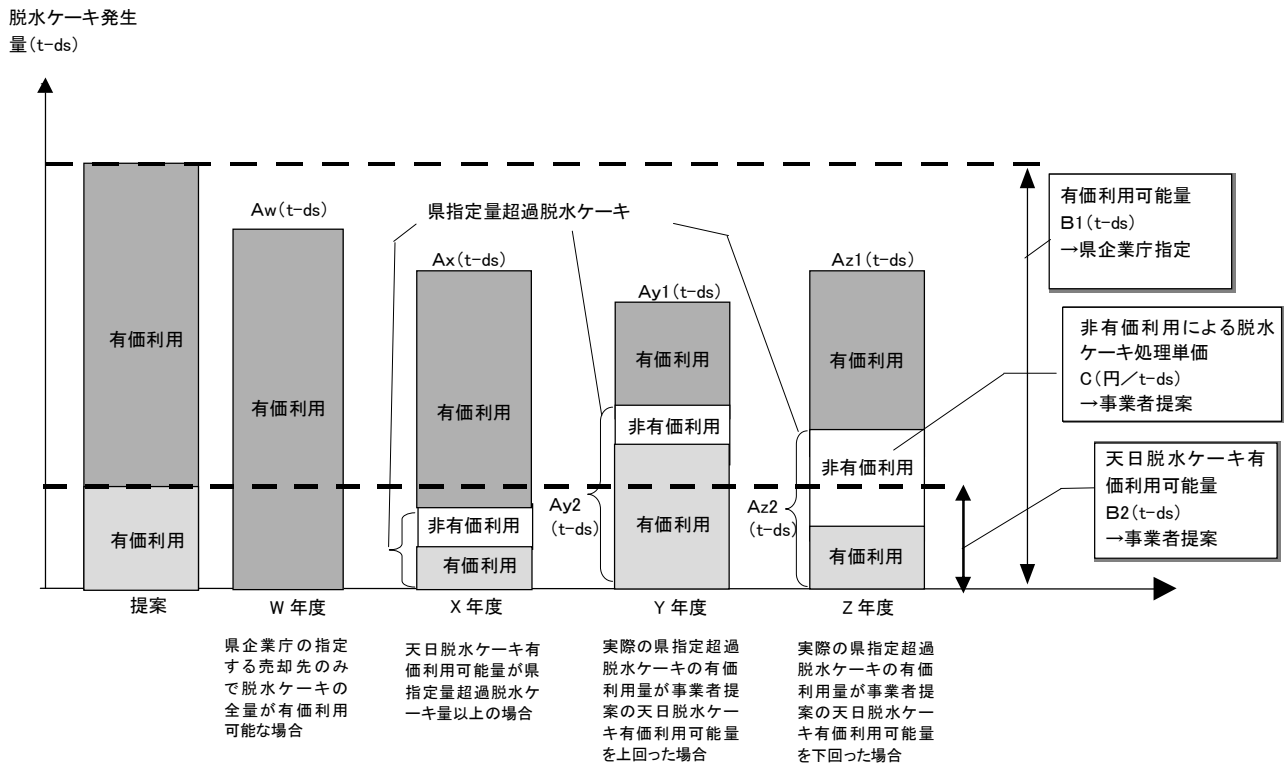 脱水ケーキ発生
量(t-ds)
Aw(t-ds)
県指定量超過脱水ケーキ
Ax(t-ds)
Ay1(t-ds)
Az1(t-ds)
有価利用可能量
B1(t-ds)
→県企業庁指定
有価利用
有価利用
有価利用
有価利用
有価利用
非有価利用による脱水
ケーキ処理単価
C(円/t-ds)
→事業者提案
非有価利用
非有価利用
非有価利用
天日脱水ケーキ有
価利用可能量
B2(t-ds)
→事業者提案
Ay2
(t-ds)
Az2
(t-ds)
有価利用
有価利用
有価利用
有価利用
提案
W 年度
X 年度
Y 年度
Z 年度
県企業庁の指定
する売却先のみ
で脱水ケーキの
全量が有価利用
可能な場合
天日脱水ケーキ有
価利用可能量が県
指定量超過脱水ケ
ーキ量以上の場合
実際の県指定超過
脱水ケーキの有価
利用量が事業者提
案の天日脱水ケー
キ有価利用可能量
を上回った場合
実際の県指定超過
脱水ケーキの有価
利用量が事業者提
案の天日脱水ケー
キ有価利用可能量
を下回った場合